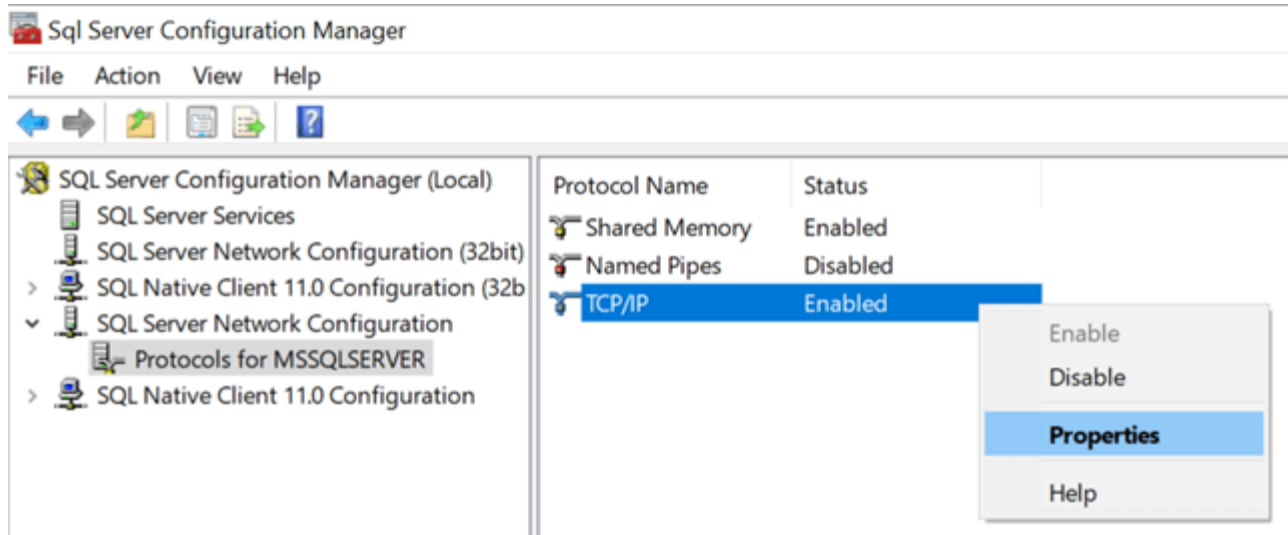 Sql Server Configuration Manager
File Action View Help
SQL Server Configuration Manager (Local)
SQL Server Services
SQL Server Network Configuration (32bit)
SQL Native Client 11.0 Configuration (32b
SQL Server Network Configuration
Protocols for MSSQLSERVER
SQL Native Client 11.0 Configuration
Protocol Name Status
Shared Memory Enabled
Named Pipes Disabled
TCP/IP Enabled
Enable
Disable
Properties
Help